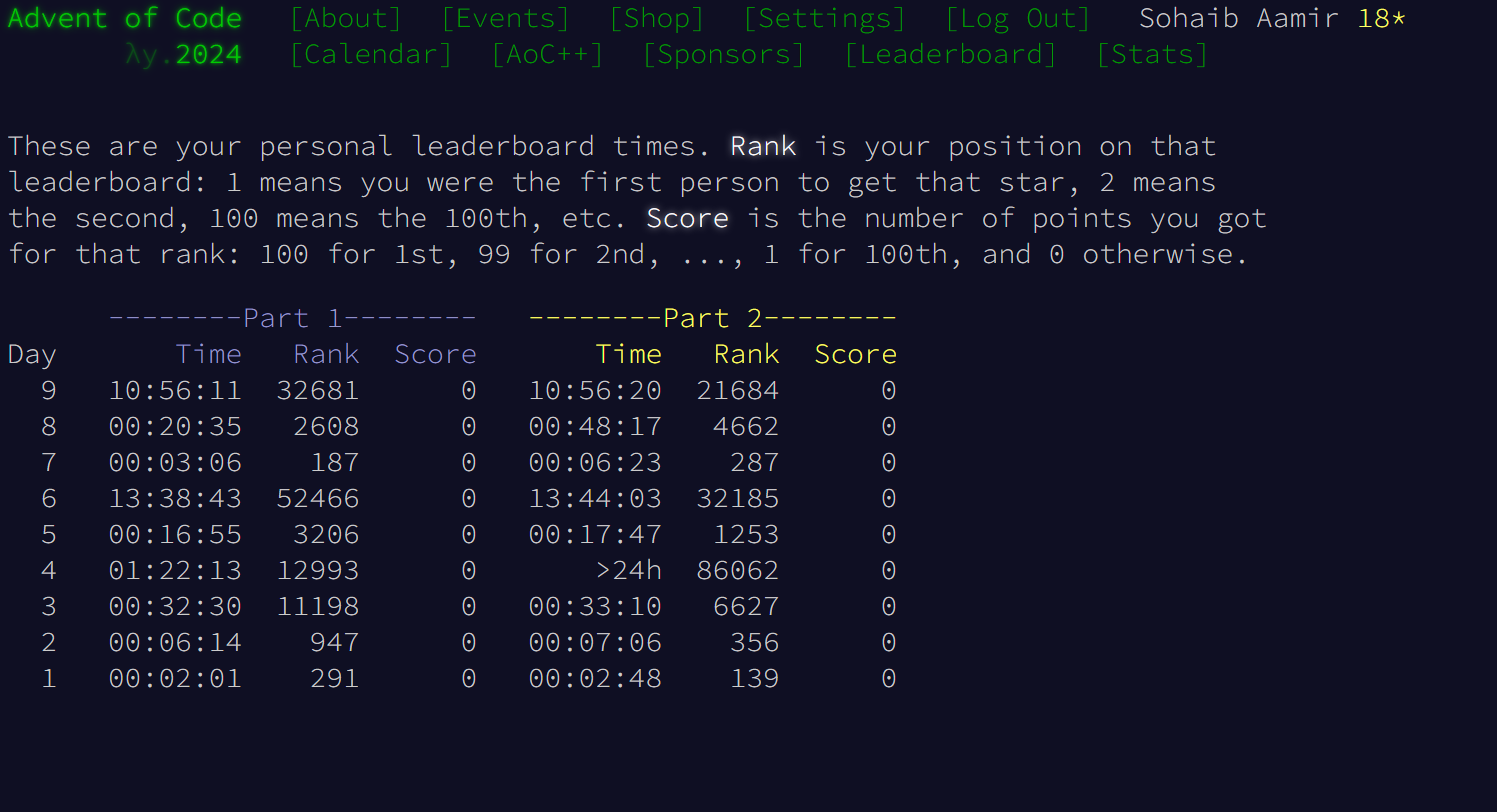 Advent of Code [About] [Events] [Shop] [Settings] [Log Out] Sohaib Aamir 18*
λy.2024 [Calendar] [AoC++] [Sponsors] [Leaderboard] [Stats]
These are your personal leaderboard times. Rank is your position on that
leaderboard: 1 means you were the first person to get that star, 2 means
the second, 100 means the 100th, etc. Score is the number of points you got
for that rank: 100 for 1st, 99 for 2nd, ..., 1 for 100th, and 0 otherwise.
--------Part 1-------- --------Part 2--------
Day Time Rank Score Time Rank Score
9 10:56:11 32681 0 10:56:20 21684 0
8 00:20:35 2608 0 00:48:17 4662 0
7 00:03:06 187 0 00:06:23 287 0
6 13:38:43 52466 0 13:44:03 32185 0
5 00:16:55 3206 0 00:17:47 1253 0
4 01:22:13 12993 0 >24h 86062 0
3 00:32:30 11198 0 00:33:10 6627 0
2 00:06:14 947 0 00:07:06 356 0
1 00:02:01 291 0 00:02:48 139 0